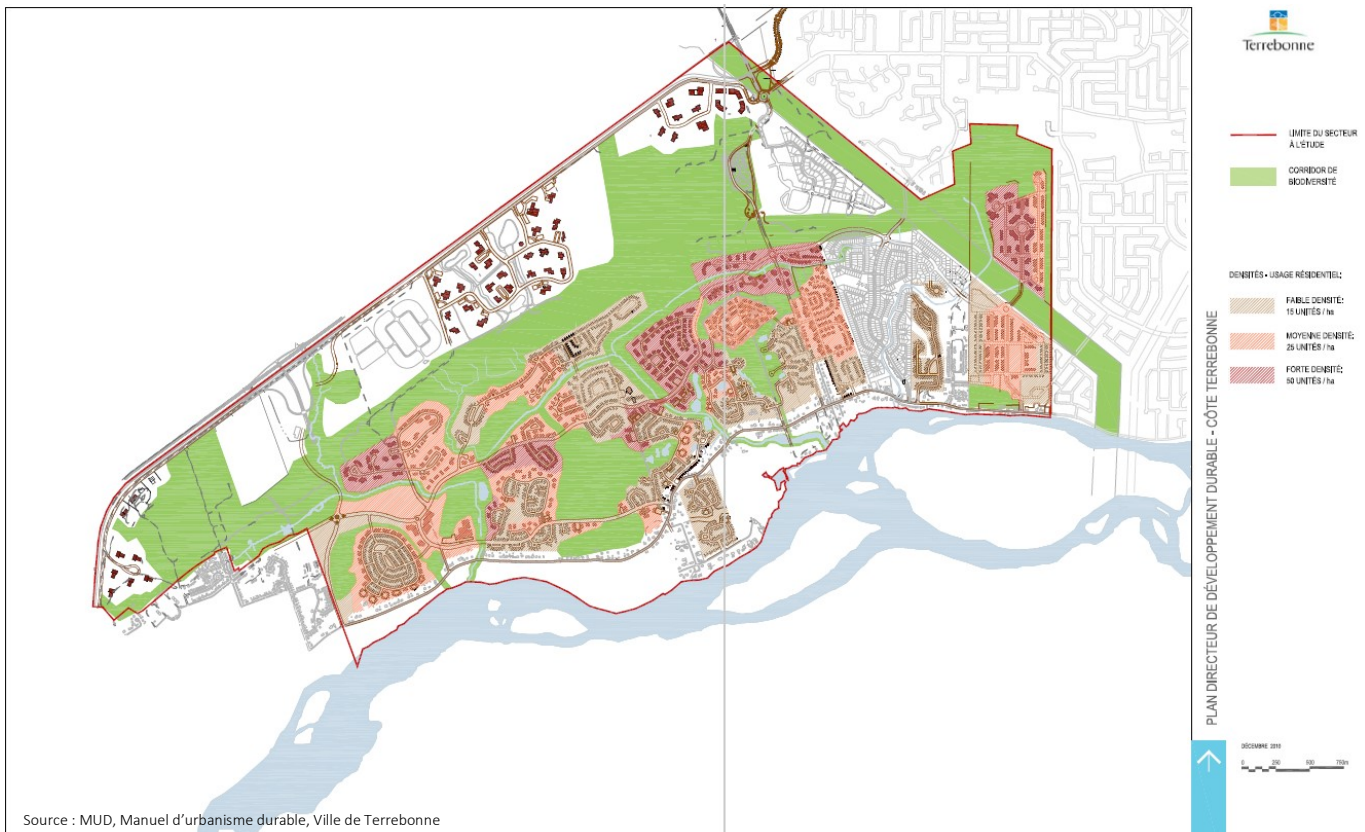 Terrebonne
LIMITE DU SECTEUR
À L'ÉTUDE
CORRIDOR DE
BIODIVERSITÉ
DENSITÉS - USAGE RÉSIDENTIEL:
FAIBLE DENSITÉ:
15 UNITÉS / ha
MOYENNE DENSITÉ:
25 UNITÉS / ha
FORTE DENSITÉ:
50 UNITÉS / ha
PLAN DIRECTEUR DE DÉVELOPPEMENT DURABLE - CÔTE TERREBONNE
DÉCEMBRE 2010
0 250 500 750m
Source : MUD, Manuel d'urbanisme durable, Ville de Terrebonne